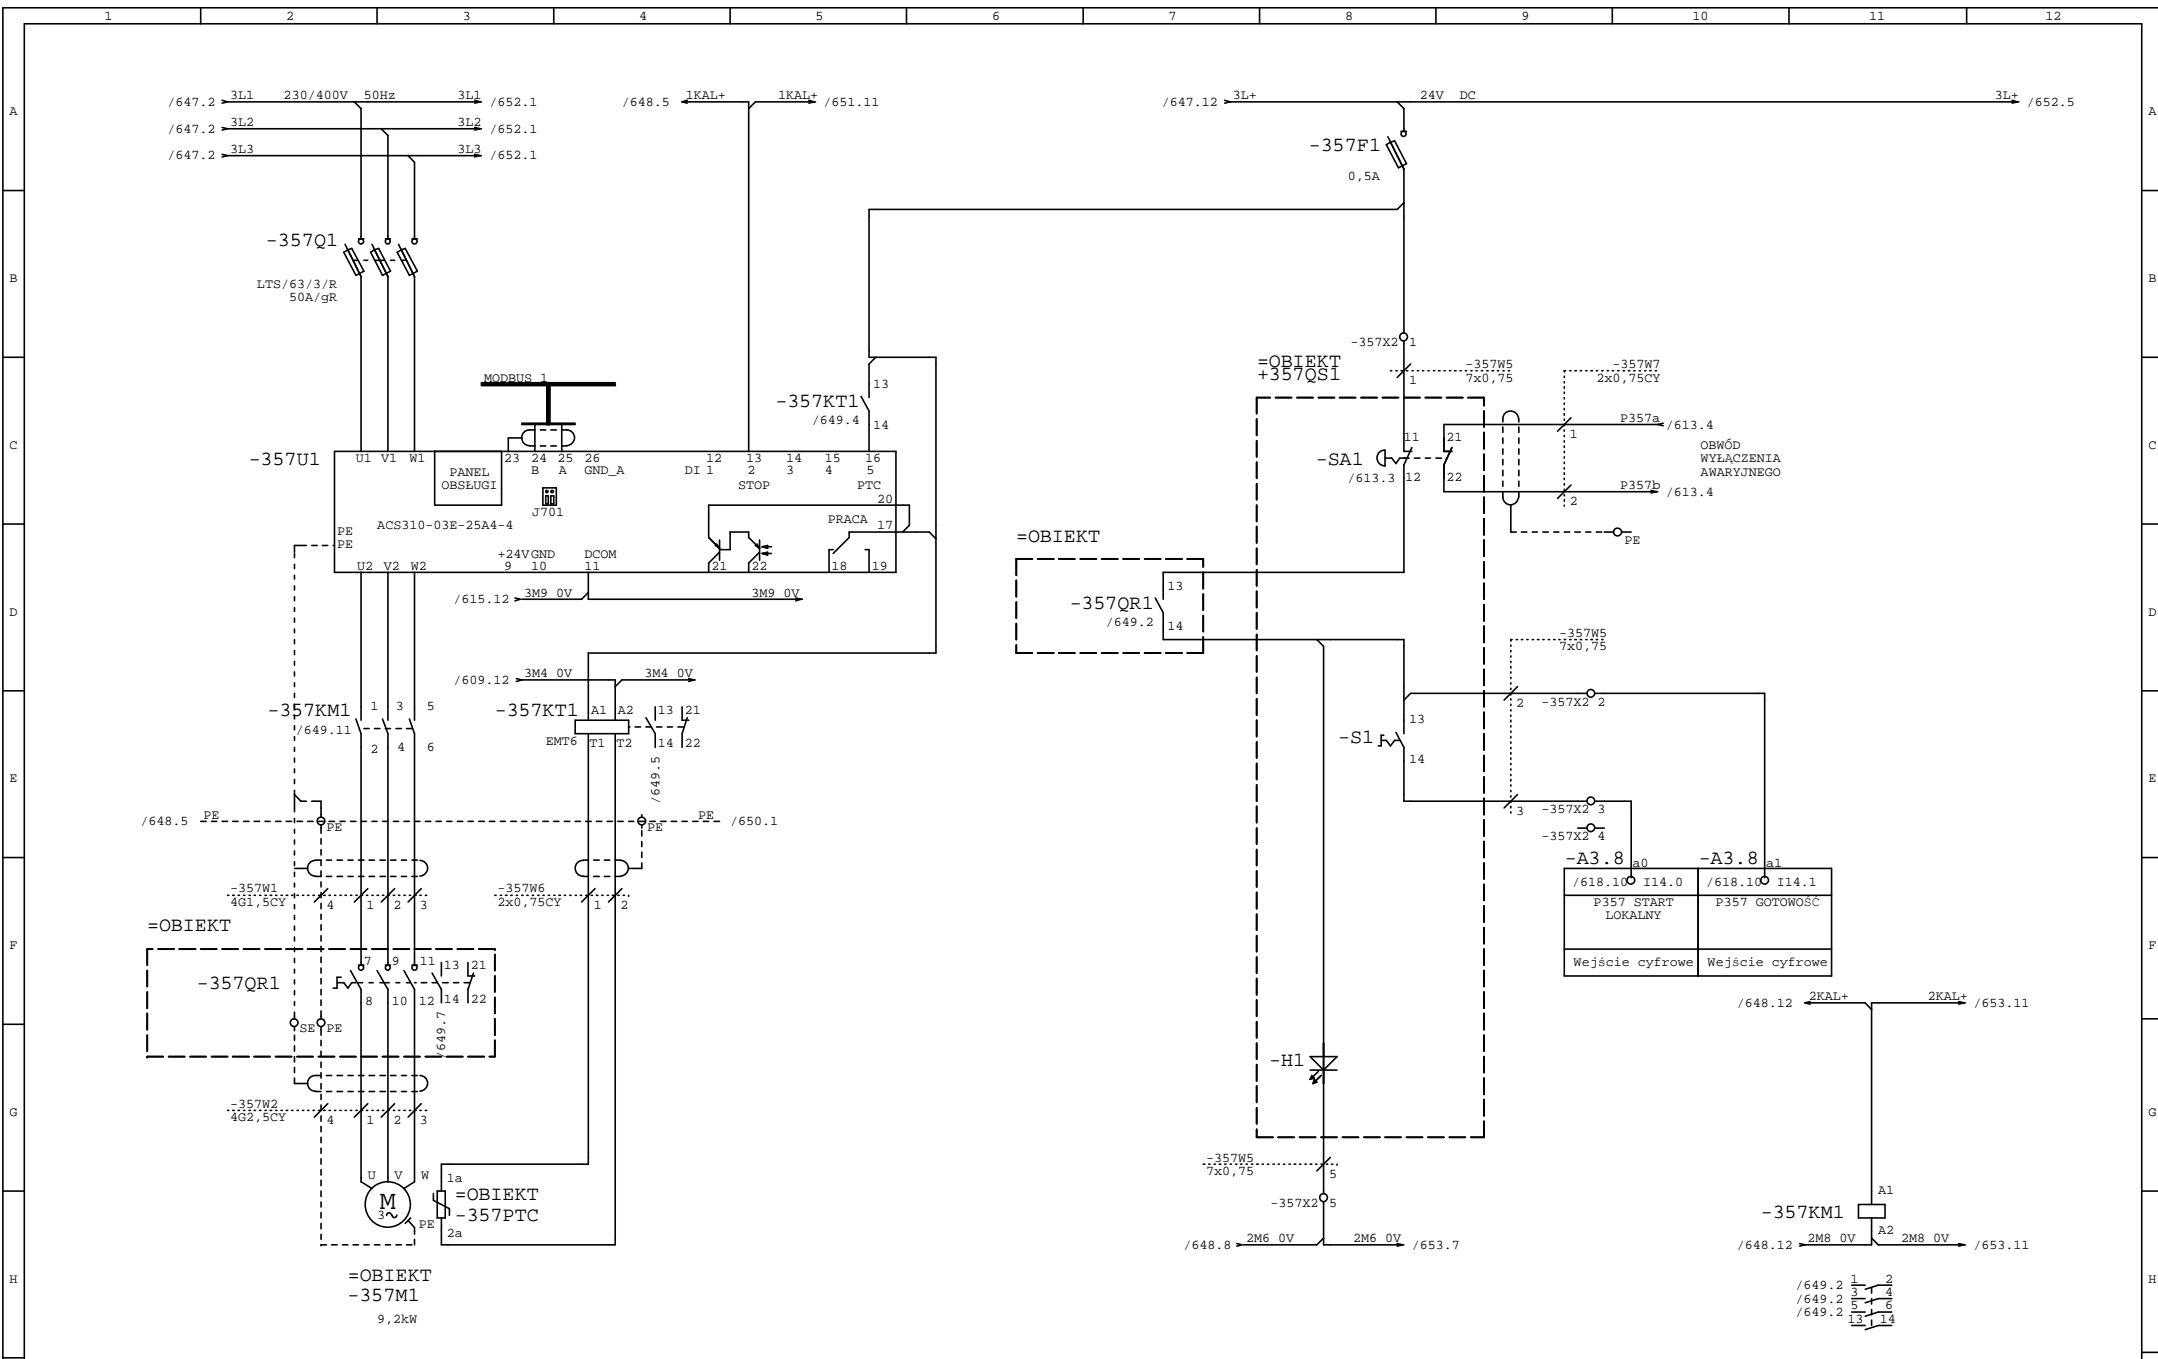 1 2 3 4 5 6 7 8 9 10 11 12
A
B
C
D
E
F
G
H
/647.2 3L1 230/400V 50Hz 3L1 /652.1
/647.2 3L2 3L2 /652.1
/647.2 3L3 3L3 /652.1
/648.5 1KAL+ 1KAL+ /651.11
/647.12 3L+ 24V DC 3L+ /652.5
-357F1
0,5A
-357Q1
LTS/63/3/R
50A/gR
MODBUS 1
-357KT1
/649.4
13
14
-357U1
U1 V1 W1
PANEL
OBSŁUGI
23 24 25 26
B A GND_A
J701
12 13 14 15 16
DI 1 2 3 4 5
STOP PTC
20
PRACA 17
ACS310-03E-25A4-4
PE
PE
+24V GND DCOM
9 10 11
21 22 18 19
U2 V2 W2
/615.12 3M9 0V 3M9 0V
/609.12 3M4 0V 3M4 0V
-357KM1
/649.11
1 3 5
2 4 6
-357KT1
EMT6
A1 A2
T1 T2
13 21
14 22
/649.5
/648.5 PE PE PE PE /650.1
-357W1
4G1,5CY
4 1 2 3
-357W6
2x0,75CY
1 2
=OBIEKT
-357QR1
7 9 11 13 21
8 10 12 14 22
/649.7
SE PE
-357W2
4G2,5CY
4 1 2 3
U V W
M
3~
PE
1a
=OBIEKT
-357PTC
2a
=OBIEKT
-357M1
9,2kW
-357X2 1
=OBIEKT
+357QS1
-357W5
7x0,75
1
-357W7
2x0,75CY
-SA1
/613.3
11 21
12 22
1 P357a /613.4
OBWÓD
WYŁĄCZENIA
AWARYJNEGO
2 P357b /613.4
PE
=OBIEKT
-357QR1
/649.2
13
14
-357W5
7x0,75
2 -357X2 2
-S1
13
14
3 -357X2 3
-357X2 4
-A3.8 a0 -A3.8 a1
/618.10 I14.0 /618.10 I14.1
P357 START
LOKALNY
P357 GOTOWOŚĆ
Wejście cyfrowe Wejście cyfrowe
-H1
-357W5
7x0,75
5
-357X2 5
/648.8 2M6 0V 2M6 0V /653.7
/648.12 2KAL+ 2KAL+ /653.11
-357KM1
A1
A2
/648.12 2M8 0V 2M8 0V /653.11
/649.2 1 2
/649.2 3 4
/649.2 5 6
13 14
A
B
C
D
E
F
G
H